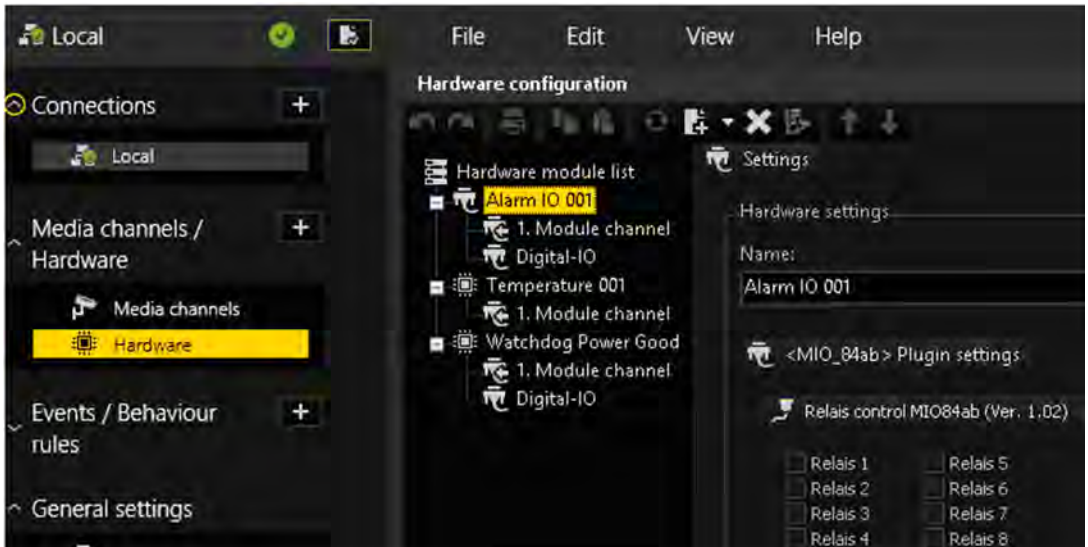 Local
File Edit View Help
Connections
Local
Media channels /
Hardware
Media channels
Hardware
Events / Behaviour
rules
General settings
Hardware configuration
Hardware module list
Alarm IO 001
1. Module channel
Digital-IO
Temperature 001
1. Module channel
Watchdog Power Good
1. Module channel
Digital-IO
Settings
Hardware settings
Name:
Alarm IO 001
<MIO_84ab> Plugin settings
Relais control MIO84ab (Ver. 1.02)
Relais 1 Relais 5
Relais 2 Relais 6
Relais 3 Relais 7
Relais 4 Relais 8